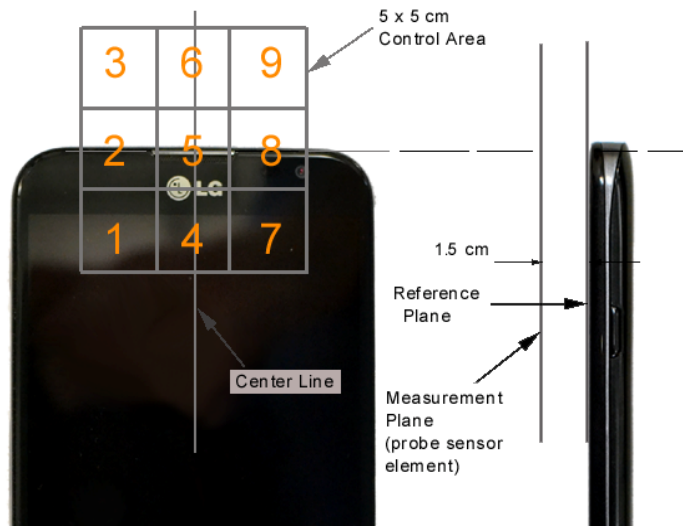 5 x 5 cm
Control Area
3 6 9
2 5 8
LG LG
1 4 7
1.5 cm
Reference
Plane
Center Line
Measurement
Plane
(probe sensor
element)